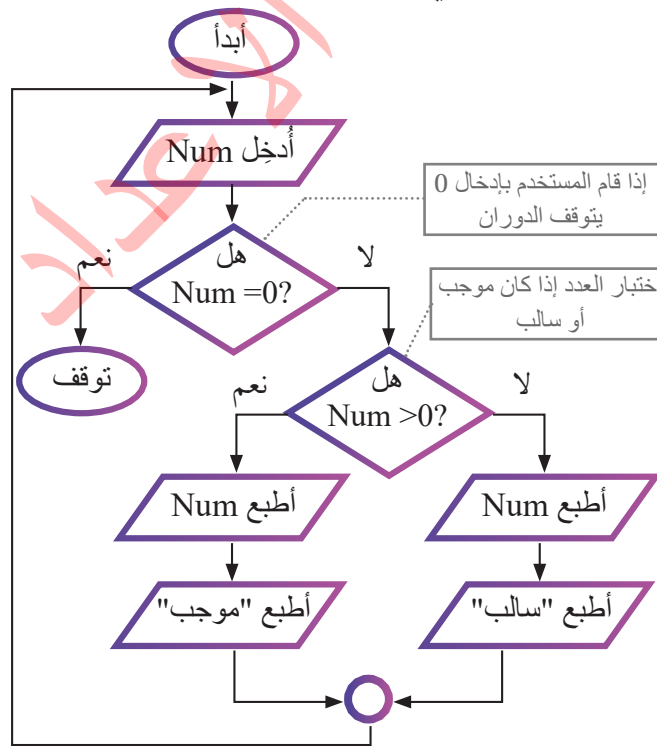 أبدأ
أُدخِل Num
إذا قام المستخدم بإدخال 0
يتوقف الدوران
نعم
هل
Num =0?
لا
ختبار العدد إذا كان موجب
أو سالب
توقف
نعم
هل
Num >0?
لا
أطبع Num
أطبع Num
أطبع "موجب"
أطبع "سالب"